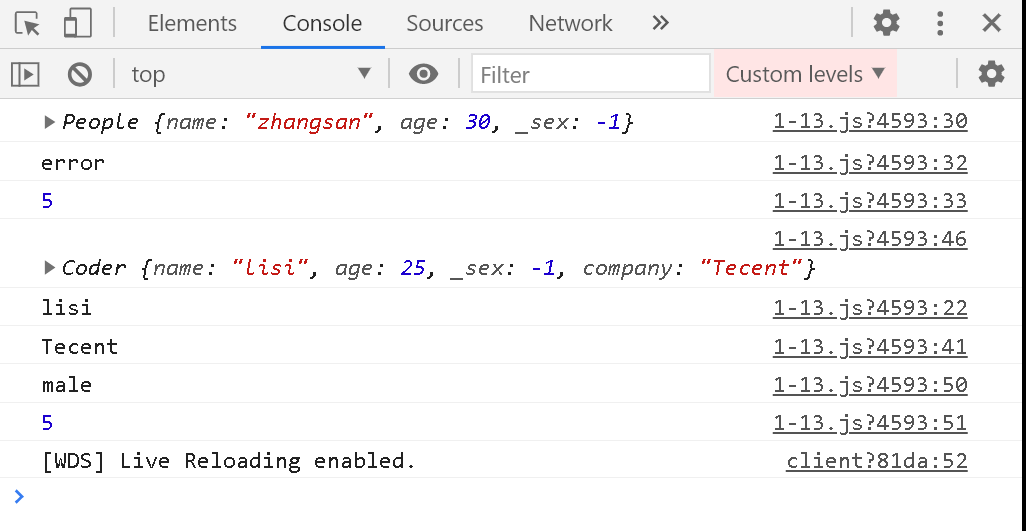 Elements Console Sources Network
top Filter Custom levels
People {name: "zhangsan", age: 30, _sex: -1} 1-13.js?4593:30
error 1-13.js?4593:32
5 1-13.js?4593:33
1-13.js?4593:46
Coder {name: "lisi", age: 25, _sex: -1, company: "Tecent"}
lisi 1-13.js?4593:22
Tecent 1-13.js?4593:41
male 1-13.js?4593:50
5 1-13.js?4593:51
[WDS] Live Reloading enabled. client?81da:52